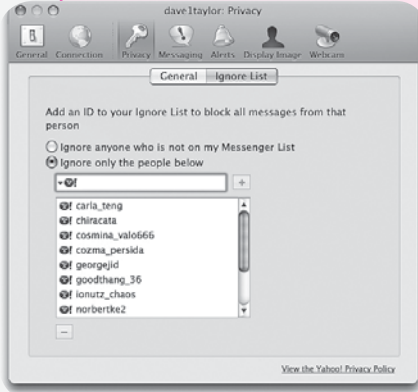 dave1taylor: Privacy
General Connection Privacy Messaging Alerts Display Image Webcam
General Ignore List
Add an ID to your Ignore List to block all messages from that
person
Ignore anyone who is not on my Messenger List
Ignore only the people below
carla_teng
chiracata
cosmina_valo666
cozma_persida
georgejid
goodthang_36
ionutz_chaos
norbertke2
View the Yahoo! Privacy Policy